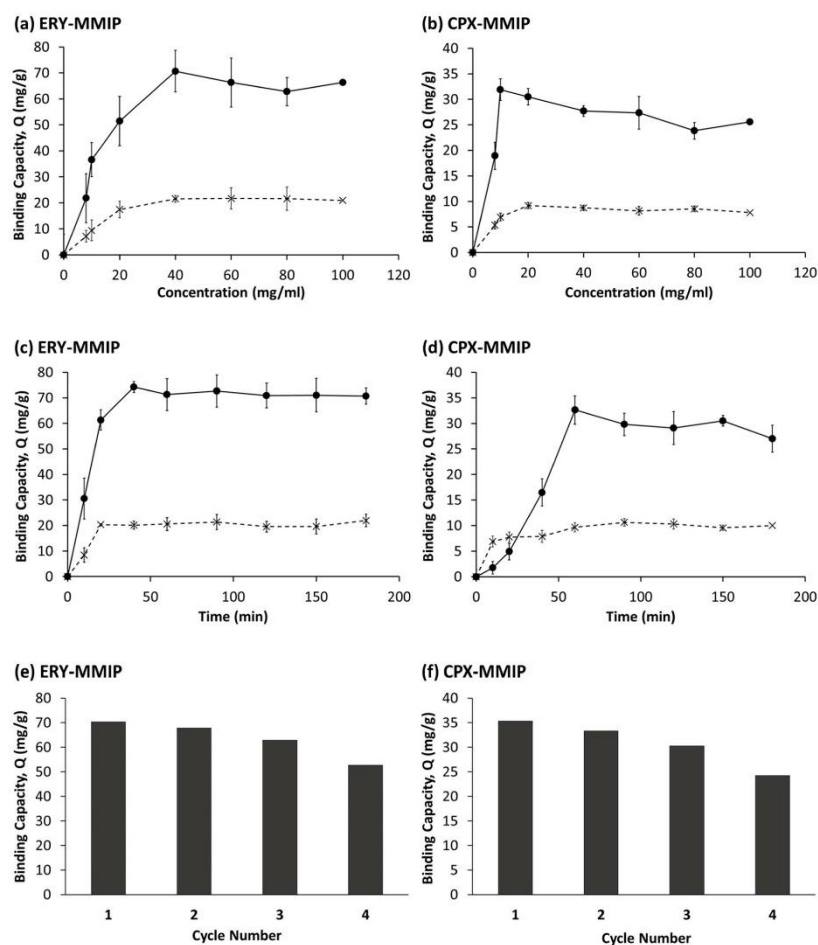 (a) ERY-MMIP
Binding Capacity, Q (mg/g)
80
70
60
50
40
30
20
10
0
0 20 40 60 80 100 120
Concentration (mg/ml)
(b) CPX-MMIP
Binding Capacity, Q (mg/g)
40
35
30
25
20
15
10
5
0
0 20 40 60 80 100 120
Concentration (mg/ml)
(c) ERY-MMIP
Binding Capacity, Q (mg/g)
80
70
60
50
40
30
20
10
0
0 50 100 150 200
Time (min)
(d) CPX-MMIP
Binding Capacity, Q (mg/g)
40
35
30
25
20
15
10
5
0
0 50 100 150 200
Time (min)
(e) ERY-MMIP
Binding Capacity, Q (mg/g)
80
70
60
50
40
30
20
10
0
1 2 3 4
Cycle Number
(f) CPX-MMIP
Binding Capacity, Q (mg/g)
40
35
30
25
20
15
10
5
0
1 2 3 4
Cycle Number